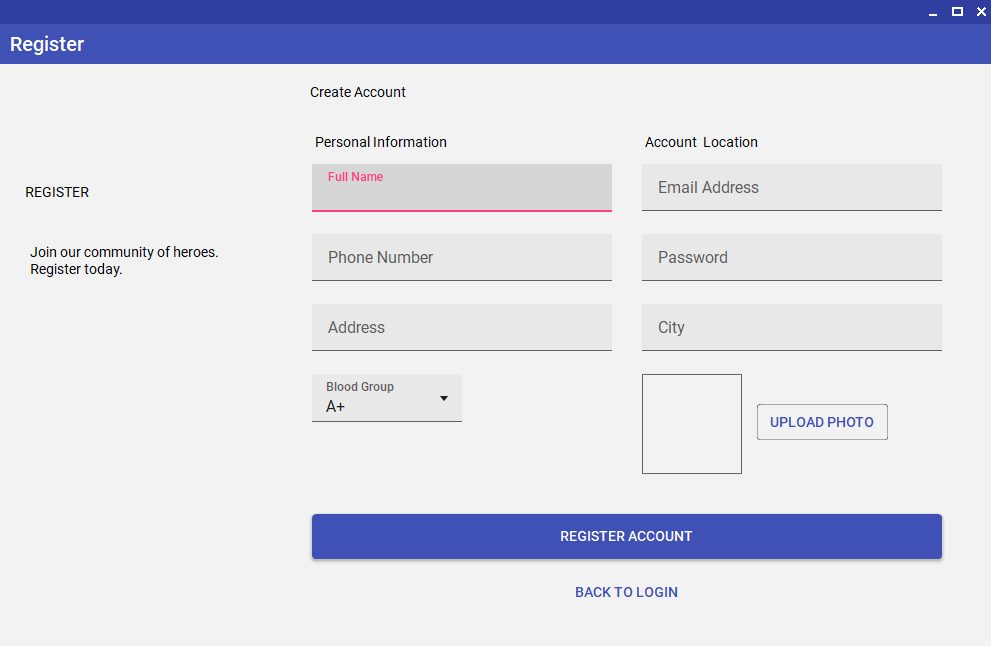 Register
Create Account
Personal Information
Account  Location
REGISTER
Join our community of heroes.
Register today.
Full Name
Email Address
Phone Number
Password
Address
City
Blood Group
A+
UPLOAD PHOTO
REGISTER ACCOUNT
BACK TO LOGIN